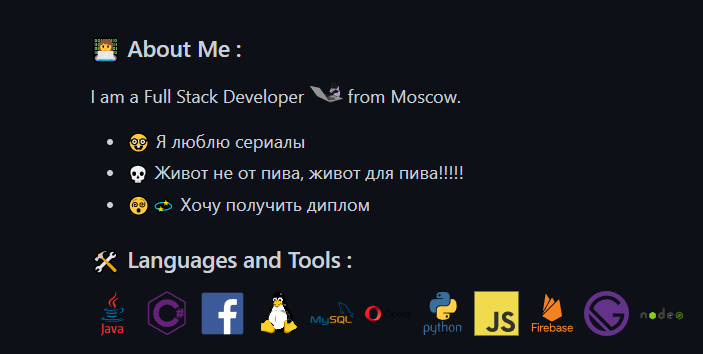 About Me :
I am a Full Stack Developer from Moscow.
Я люблю сериалы
Живот не от пива, живот для пива!!!!!
Хочу получить диплом
Languages and Tools :
Java C# f MySQL Opera python JS Firebase node